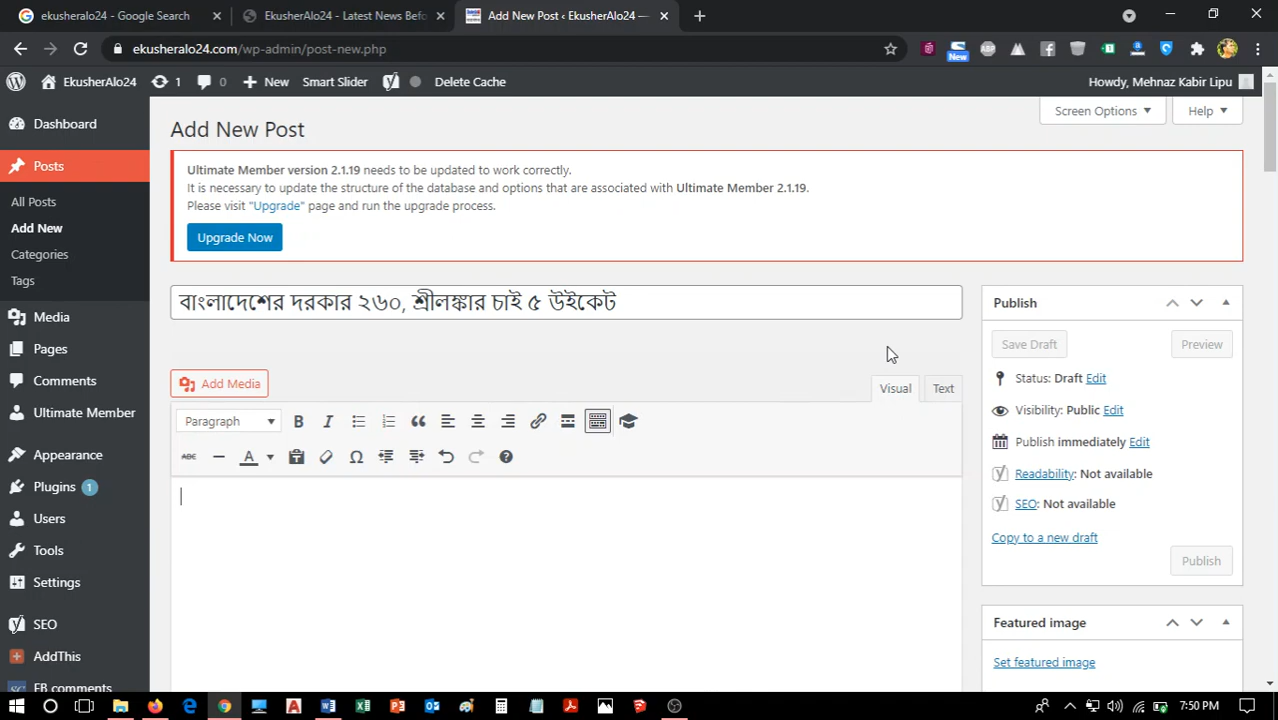 ekusheralo24.com - Google Search
EkusherAlo24 - Latest News Befo
Add New Post ‹ EkusherAlo24 —
ekusheralo24.com/wp-admin/post-new.php
New
EkusherAlo24
1
0
New
Smart Slider
Delete Cache
Howdy, Mehnaz Kabir Lipu
Screen Options
Help
Dashboard
Posts
All Posts
Add New
Categories
Tags
Media
Pages
Comments
Ultimate Member
Appearance
Plugins 1
Users
Tools
Settings
SEO
AddThis
FB comments
Add New Post
Ultimate Member version 2.1.19 needs to be updated to work correctly.
It is necessary to update the structure of the database and options that are associated with Ultimate Member 2.1.19.
Please visit "Upgrade" page and run the upgrade process.
Upgrade Now
বাংলাদেশের দরকার ২৬০, শ্রীলঙ্কার চাই ৫ উইকেট
Add Media
Visual
Text
Paragraph
B
I
ABC
A
Publish
Save Draft
Preview
Status: Draft Edit
Visibility: Public Edit
Publish immediately Edit
Readability: Not available
SEO: Not available
Copy to a new draft
Publish
Featured image
Set featured image
7:50 PM